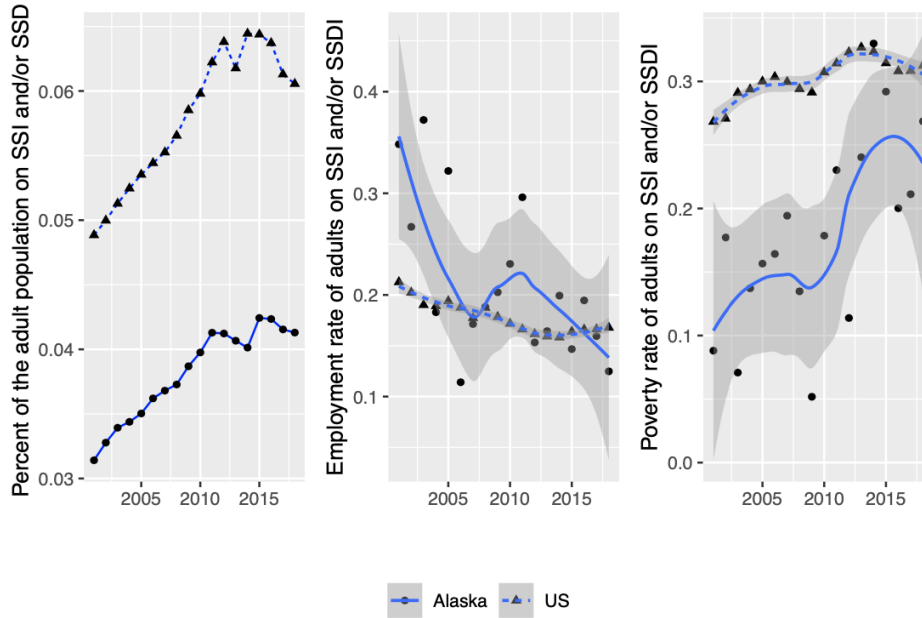 Percent of the adult population on SSI and/or SSD
0.06
0.05
0.04
0.03
2005 2010 2015
Employment rate of adults on SSI and/or SSDI
0.4
0.3
0.2
0.1
2005 2010 2015
Poverty rate of adults on SSI and/or SSDI
0.3
0.2
0.1
0.0
2005 2010 2015
Alaska US